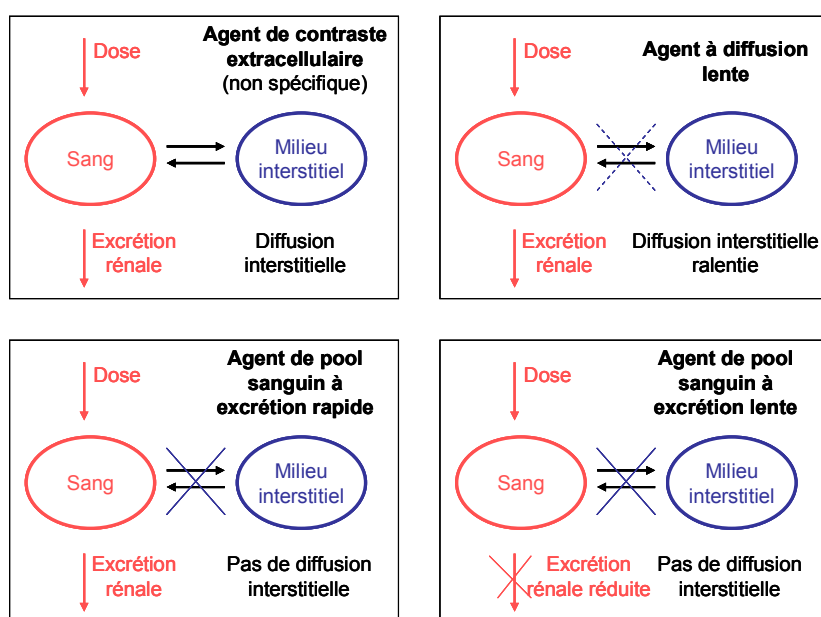 Agent de contraste
extracellulaire
(non spécifique)
Dose
Sang
Milieu
interstitiel
Excrétion
rénale
Diffusion
interstitielle
Agent à diffusion
lente
Dose
Sang
Milieu
interstitiel
Excrétion
rénale
Diffusion interstitielle
ralentie
Agent de pool
sanguin à
excrétion rapide
Dose
Sang
Milieu
interstitiel
Excrétion
rénale
Pas de diffusion
interstitielle
Agent de pool
sanguin à
excrétion lente
Dose
Sang
Milieu
interstitiel
Excrétion
rénale réduite
Pas de diffusion
interstitielle